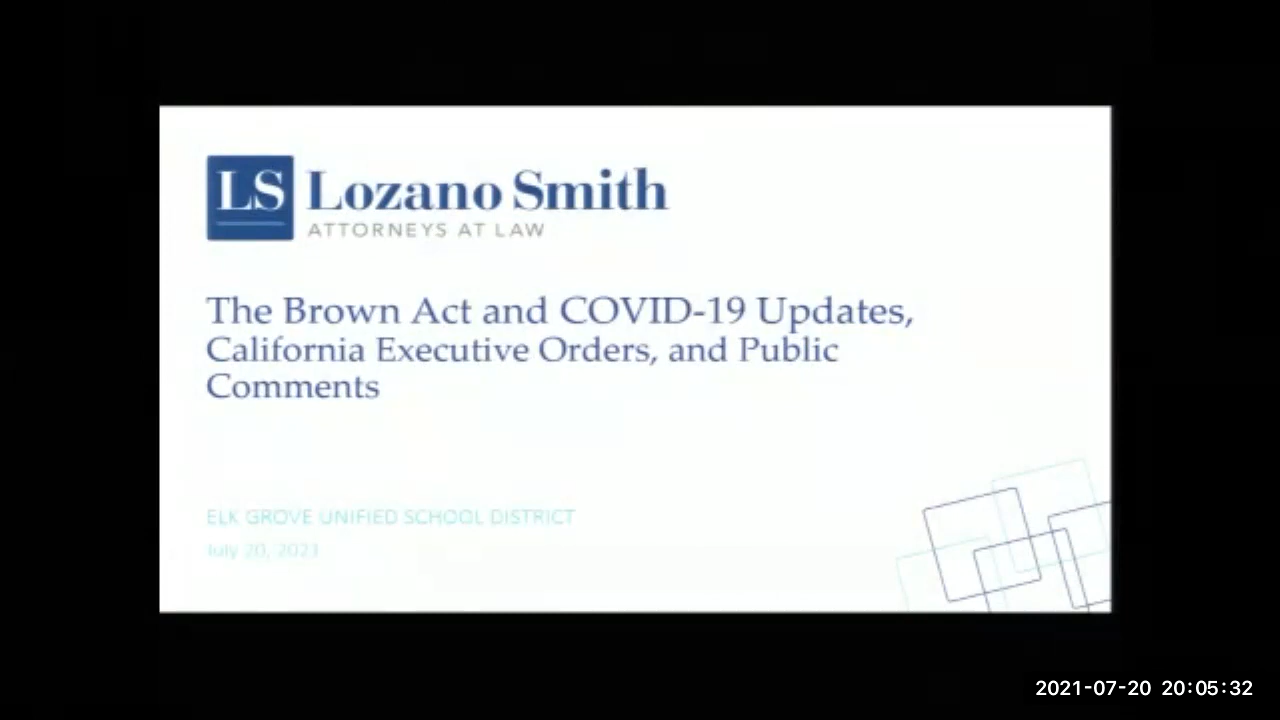 LS Lozano Smith
ATTORNEYS AT LAW
The Brown Act and COVID-19 Updates,
California Executive Orders, and Public
Comments
ELK GROVE UNIFIED SCHOOL DISTRICT
July 20, 2021
2021-07-20 20:05:32